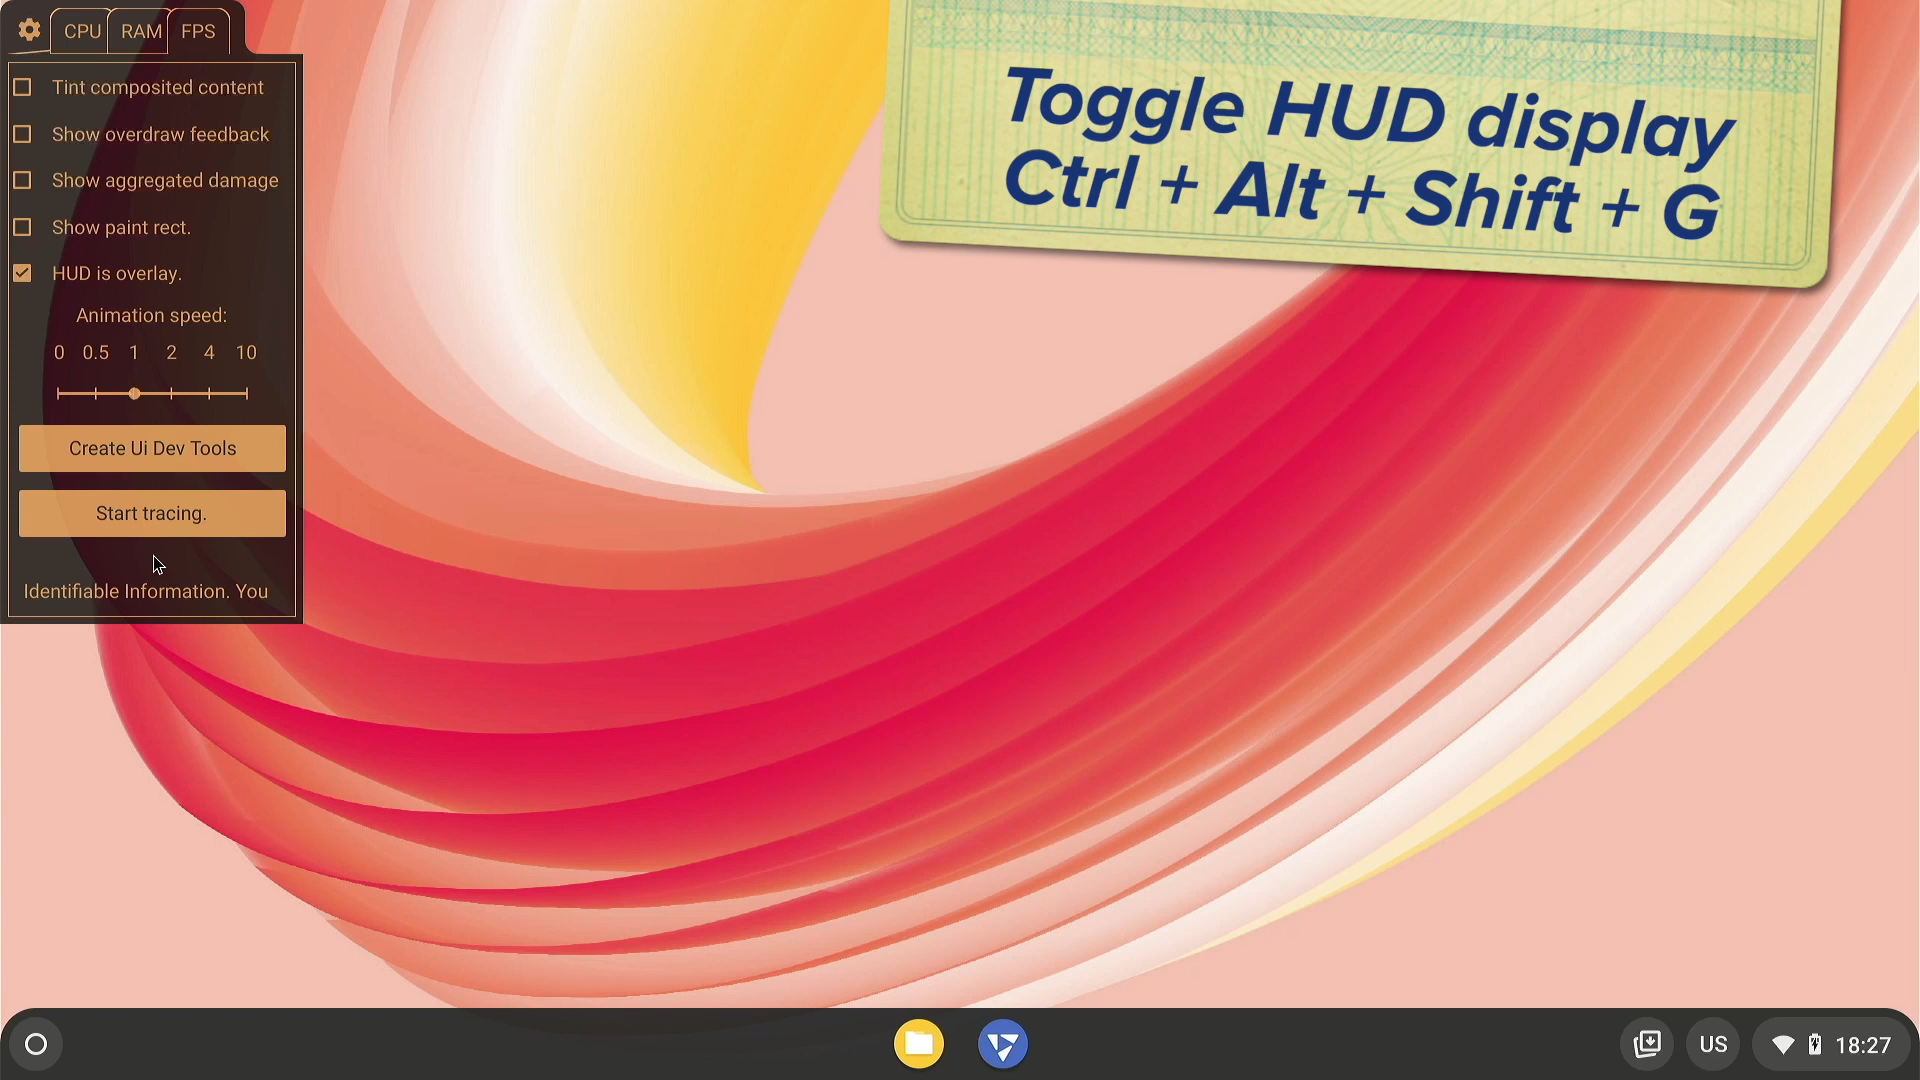 CPU RAM FPS
Tint composited content
Show overdraw feedback
Show aggregated damage
Show paint rect.
HUD is overlay.
Animation speed:
0 0.5 1 2 4 10
Create Ui Dev Tools
Start tracing.
Identifiable Information. You
Toggle HUD display
Ctrl + Alt + Shift + G
US 18:27